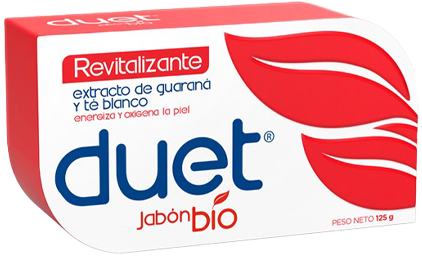 duet
Revitalizante
extracto de guaraná
y té blanco
energiza y oxigena la piel
duet®
Jabón bio
PESO NETO 125 g